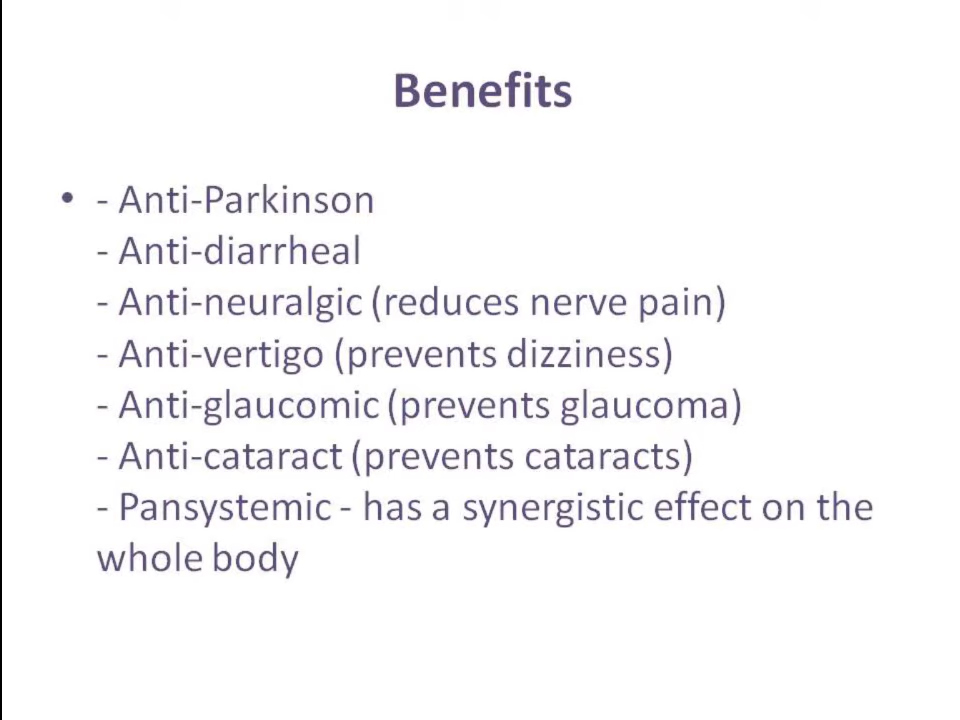 Benefits
• - Anti-Parkinson
- Anti-diarrheal
- Anti-neuralgic (reduces nerve pain)
- Anti-vertigo (prevents dizziness)
- Anti-glaucomic (prevents glaucoma)
- Anti-cataract (prevents cataracts)
- Pansystemic - has a synergistic effect on the
whole body